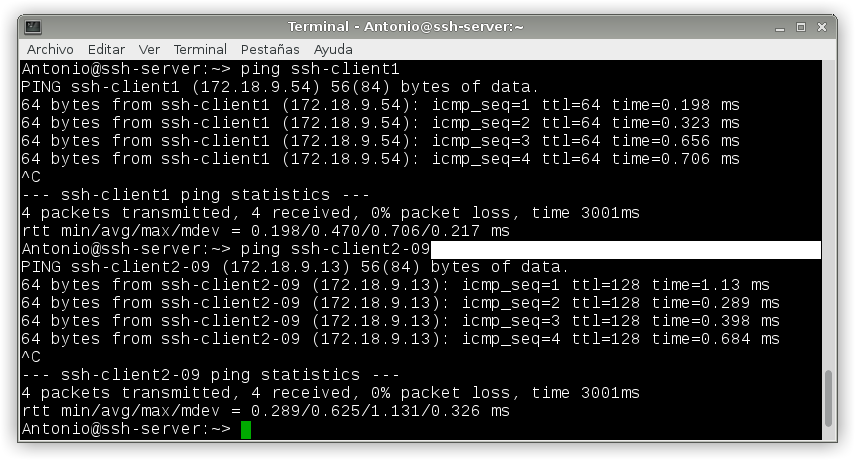 Terminal - Antonio@ssh-server:~
Archivo Editar Ver Terminal Pestañas Ayuda
Antonio@ssh-server:~> ping ssh-client1
PING ssh-client1 (172.18.9.54) 56(84) bytes of data.
64 bytes from ssh-client1 (172.18.9.54): icmp_seq=1 ttl=64 time=0.198 ms
64 bytes from ssh-client1 (172.18.9.54): icmp_seq=2 ttl=64 time=0.323 ms
64 bytes from ssh-client1 (172.18.9.54): icmp_seq=3 ttl=64 time=0.656 ms
64 bytes from ssh-client1 (172.18.9.54): icmp_seq=4 ttl=64 time=0.706 ms
^C
--- ssh-client1 ping statistics ---
4 packets transmitted, 4 received, 0% packet loss, time 3001ms
rtt min/avg/max/mdev = 0.198/0.470/0.706/0.217 ms
Antonio@ssh-server:~> ping ssh-client2-09
PING ssh-client2-09 (172.18.9.13) 56(84) bytes of data.
64 bytes from ssh-client2-09 (172.18.9.13): icmp_seq=1 ttl=128 time=1.13 ms
64 bytes from ssh-client2-09 (172.18.9.13): icmp_seq=2 ttl=128 time=0.289 ms
64 bytes from ssh-client2-09 (172.18.9.13): icmp_seq=3 ttl=128 time=0.398 ms
64 bytes from ssh-client2-09 (172.18.9.13): icmp_seq=4 ttl=128 time=0.684 ms
^C
--- ssh-client2-09 ping statistics ---
4 packets transmitted, 4 received, 0% packet loss, time 3001ms
rtt min/avg/max/mdev = 0.289/0.625/1.131/0.326 ms
Antonio@ssh-server:~>